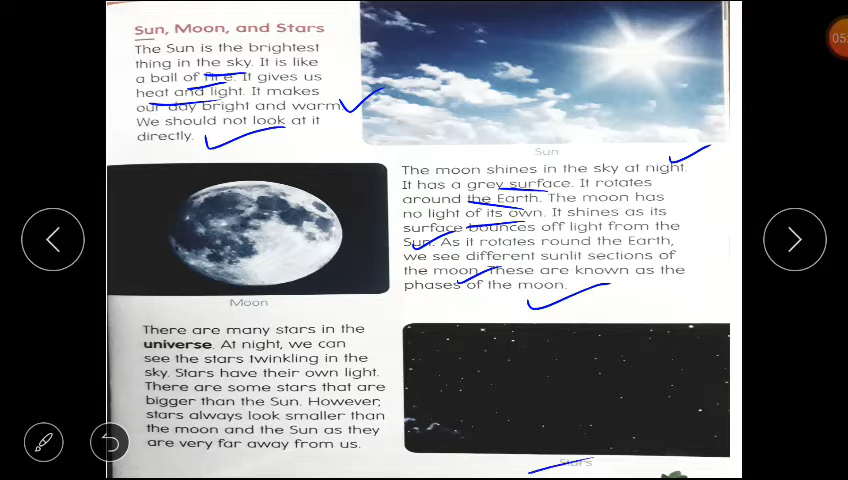 Sun, Moon, and Stars
The Sun is the brightest
thing in the sky. It is like
a ball of fire. It gives us
heat and light. It makes
our day bright and warm.
We should not look at it
directly.
Sun
The moon shines in the sky at night.
It has a grey surface. It rotates
around the Earth. The moon has
no light of its own. It shines as its
surface bounces off light from the
Sun. As it rotates round the Earth,
we see different sunlit sections of
the moon. These are known as the
phases of the moon.
Moon
There are many stars in the
universe. At night, we can
see the stars twinkling in the
sky. Stars have their own light.
There are some stars that are
bigger than the Sun. However,
stars always look smaller than
the moon and the Sun as they
are very far away from us.
Stars